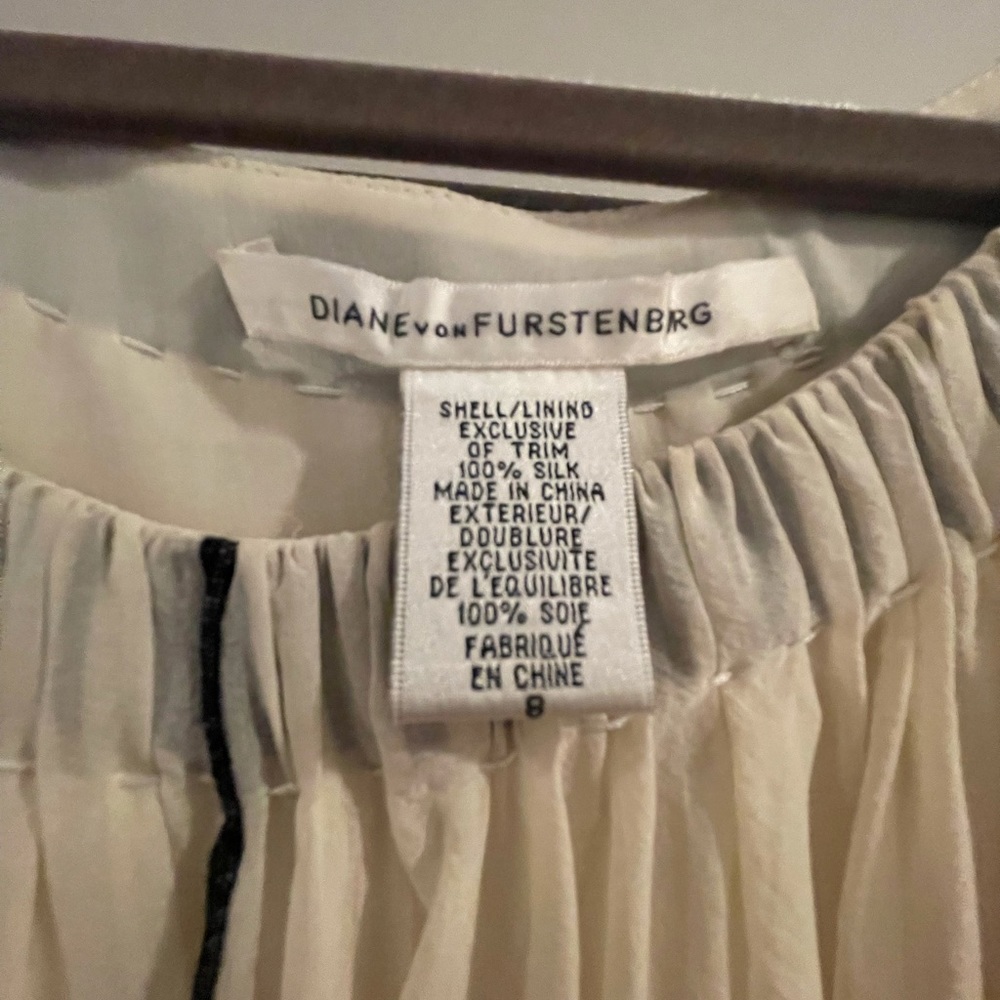 DIANE VON FURSTENBRG
SHELL/LINING
EXCLUSIVE
OF TRIM
100% SILK
MADE IN CHINA
EXTERIEUR/
DOUBLURE
EXCLUSIVITE
DE L'EQUILIBRE
100% SOIE
FABRIQUÉ
EN CHINE
8